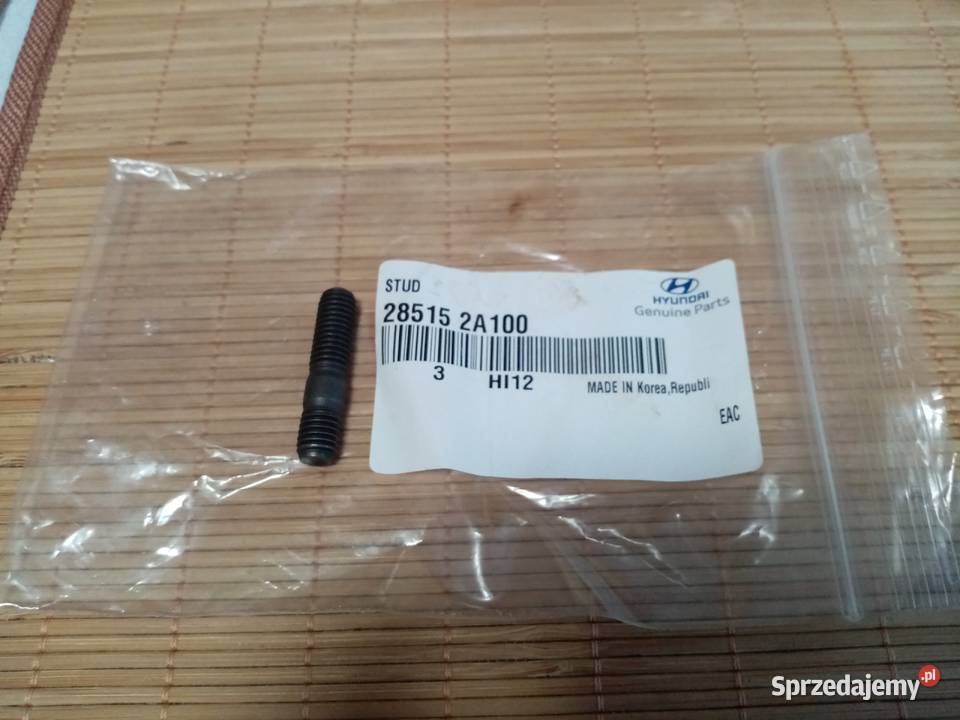 STUD
HYUNDAI
Genuine Parts
28515 2A100
3 HI12
MADE IN Korea,Republi
EAC
Sprzedajemy.pl